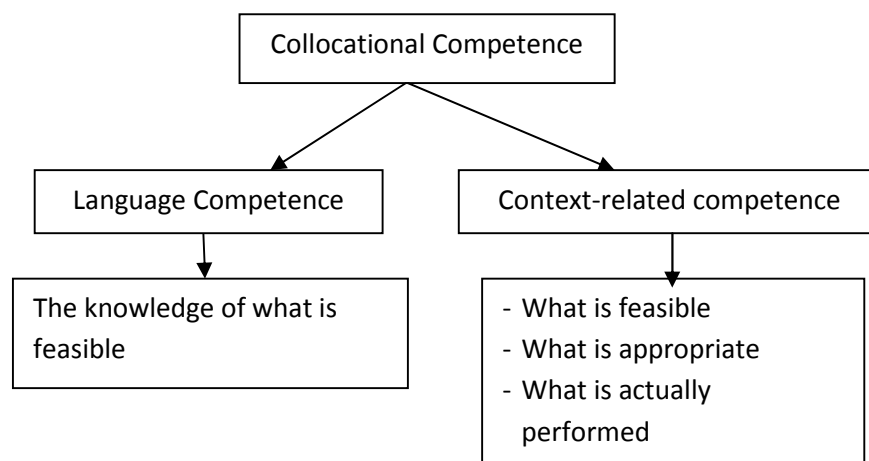 Collocational Competence
Language Competence
Context-related competence
The knowledge of what is
feasible
- What is feasible
- What is appropriate
- What is actually
performed